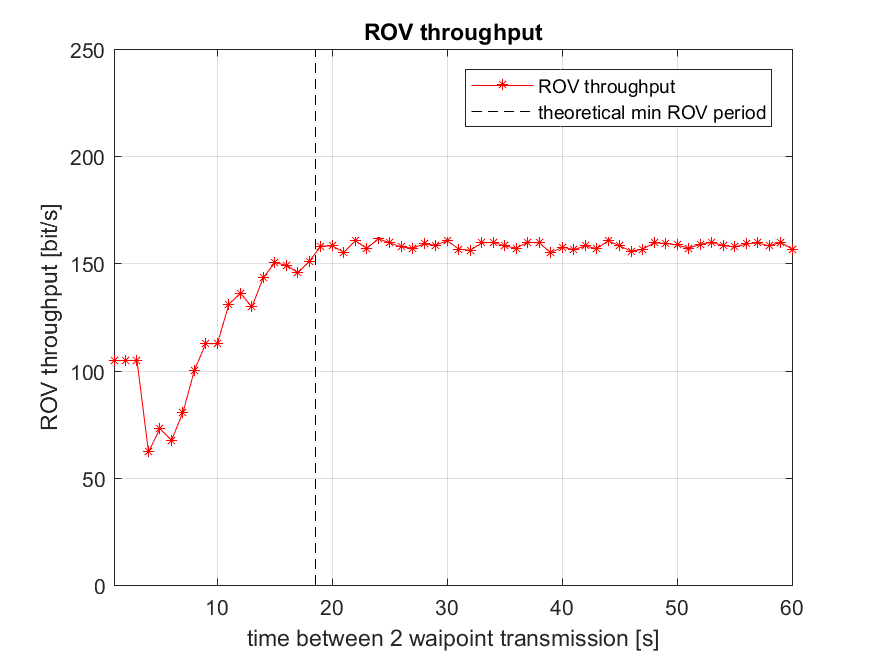 ROV throughput
250
200
150
100
50
0
ROV throughput [bit/s]
ROV throughput
theoretical min ROV period
10 20 30 40 50 60
time between 2 waipoint transmission [s]